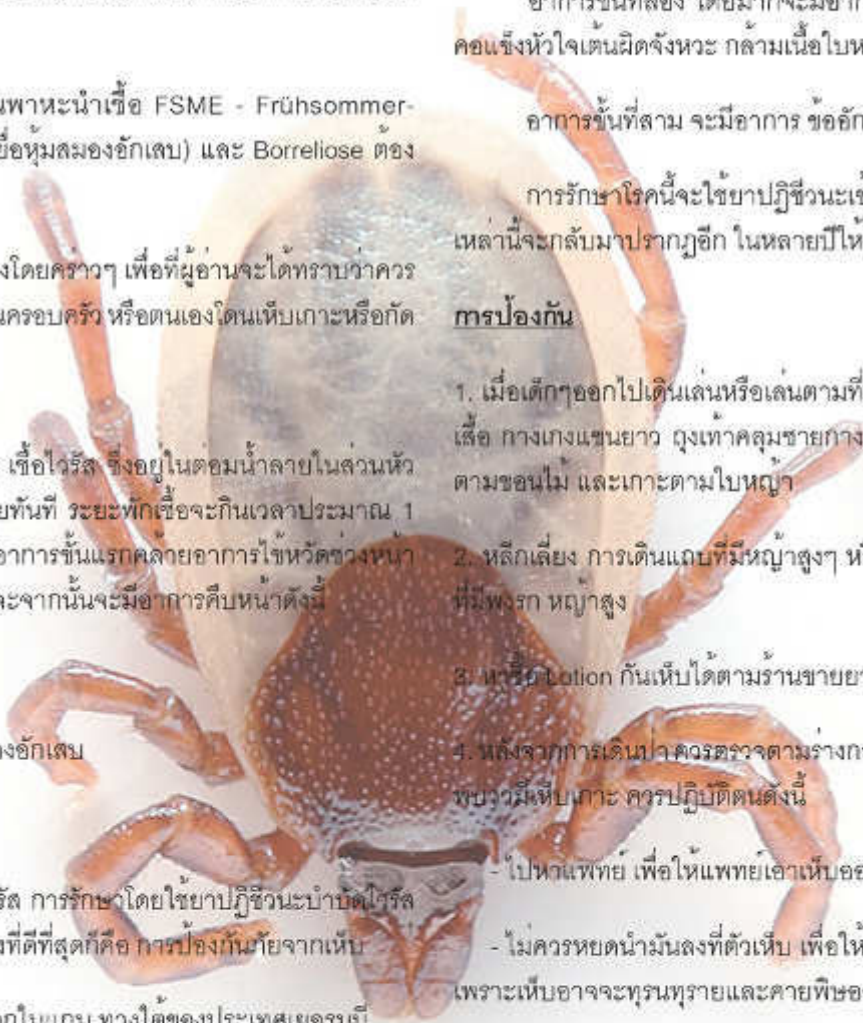 นพาหะนำเชื้อ FSME - Frühsommer-
ยื่อหุ้มสมองอักเสบ) และ Borreliose ต้อง
งโดยคร่าวๆ เพื่อที่ผู้อ่านจะได้ทราบว่าควร
นครอบครัว หรือตนเองโดนเห็บเกาะหรือกัด
เชื้อไวรัส ซึ่งอยู่ในต่อมน้ำลายในส่วนหัว
ยทันที ระยะพักเชื้อจะกินเวลาประมาณ 1
อาการขั้นแรกคล้ายอาการไข้หวัดช่วงหน้า
ละจากนั้นจะมีอาการคืบหน้าดังนี้
งอักเสบ
รัส การรักษาโดยใช้ยาปฏิชีวนะบำบัดไวรัส
งที่ดีที่สุดก็คือ การป้องกันภัยจากเห็บ
ทางใต้ของประเทศเยอรมนี
อาการขั้นที่สอง โดยมากจะมีอาก
คอแข็งหัวใจเต้นผิดจังหวะ กล้ามเนื้อใบห
อาการขั้นที่สาม จะมีอาการ ข้ออัก
การรักษาโรคนี้จะใช้ยาปฏิชีวนะเข้
เหล่านี้จะกลับมาปรากฏอีก ในหลายปีให้
การป้องกัน
1. เมื่อเด็กๆออกไปเดินเล่นหรือเล่นตามที่
เสื้อ กางเกงแขนยาว ถุงเท้าคลุมชายกาง
ตามขอนไม้ และเกาะตามใบหญ้า
2. หลีกเลี่ยง การเดินแถบที่มีหญ้าสูงๆ ห
ที่มีพงรก หญ้าสูง
3. หาซื้อ Lotion กันเห็บได้ตามร้านขายยา
4. หลังจากการเดินป่า ควรตรวจตามร่างก
พบว่ามีเห็บเกาะ ควรปฏิบัติตนดังนี้
- ไปหาแพทย์ เพื่อให้แพทย์เอาเห็บออ
- ไม่ควรหยดน้ำมันลงที่ตัวเห็บ เพื่อให้
เพราะเห็บอาจจะทุรนทุรายและคายพิษอ